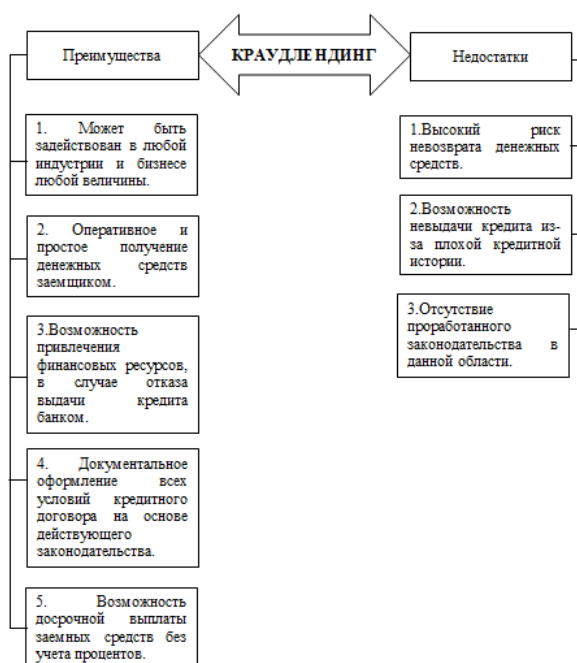 Преимущества
КРАУДЛЕНДИНГ
Недостатки
1. Может быть
задействован в любой
индустрии и бизнесе
любой величины.
2. Оперативное и
простое получение
денежных средств
заемщиком.
3.Возможность
привлечения
финансовых ресурсов,
в случае отказа
выдачи кредита
банком.
4. Документальное
оформление всех
условий кредитного
договора на основе
действующего
законодательства.
5. Возможность
досрочной выплаты
заемных средств без
учета процентов.
1.Высокий риск
невозврата денежных
средств.
2.Возможность
невыдачи кредита из-
за плохой кредитной
истории.
3.Отсутствие
проработанного
законодательства в
данной области.